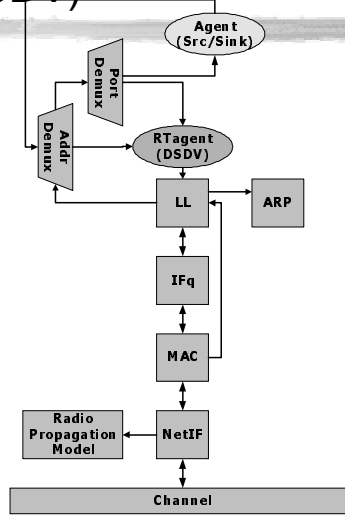 Agent
(Src/Sink)
Port
Demux
Addr
Demux
RTagent
(DSDV)
LL
ARP
IFq
MAC
Radio
Propagation
Model
NetIF
Channel